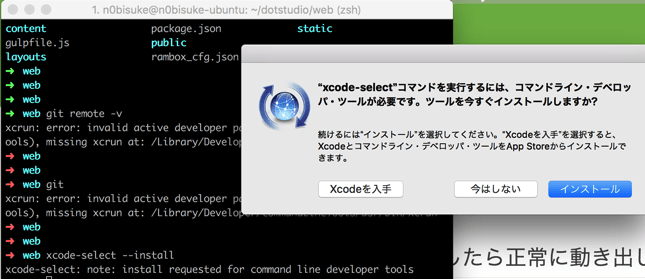 1. n0bisuke@n0bisuke-ubuntu: ~/dotstudio/web (zsh)
content package.json static
gulpfile.js public
layouts rambox_cfg.json
➜ web
➜ web
➜ web
➜ web git remote -v
xcrun: error: invalid active developer
ools), missing xcrun at: /Library/Develop
➜ web
➜ web
➜ web git
xcrun: error: invalid active developer
ools), missing xcrun at: /Library/Developer/
➜ web
➜ web
➜ web xcode-select --install
xcode-select: note: install requested for command line developer tools
"xcode-select"コマンドを実行するには、コマンドライン・デベロッ
パ・ツールが必要です。ツールを今すぐインストールしますか?
続けるには"インストール"を選択してください。"Xcodeを入手"を選択すると、
Xcodeとコマンドライン・デベロッパ・ツールをApp Storeからインストールで
きます。
Xcodeを入手 今はしない インストール
したら正常に動き出し